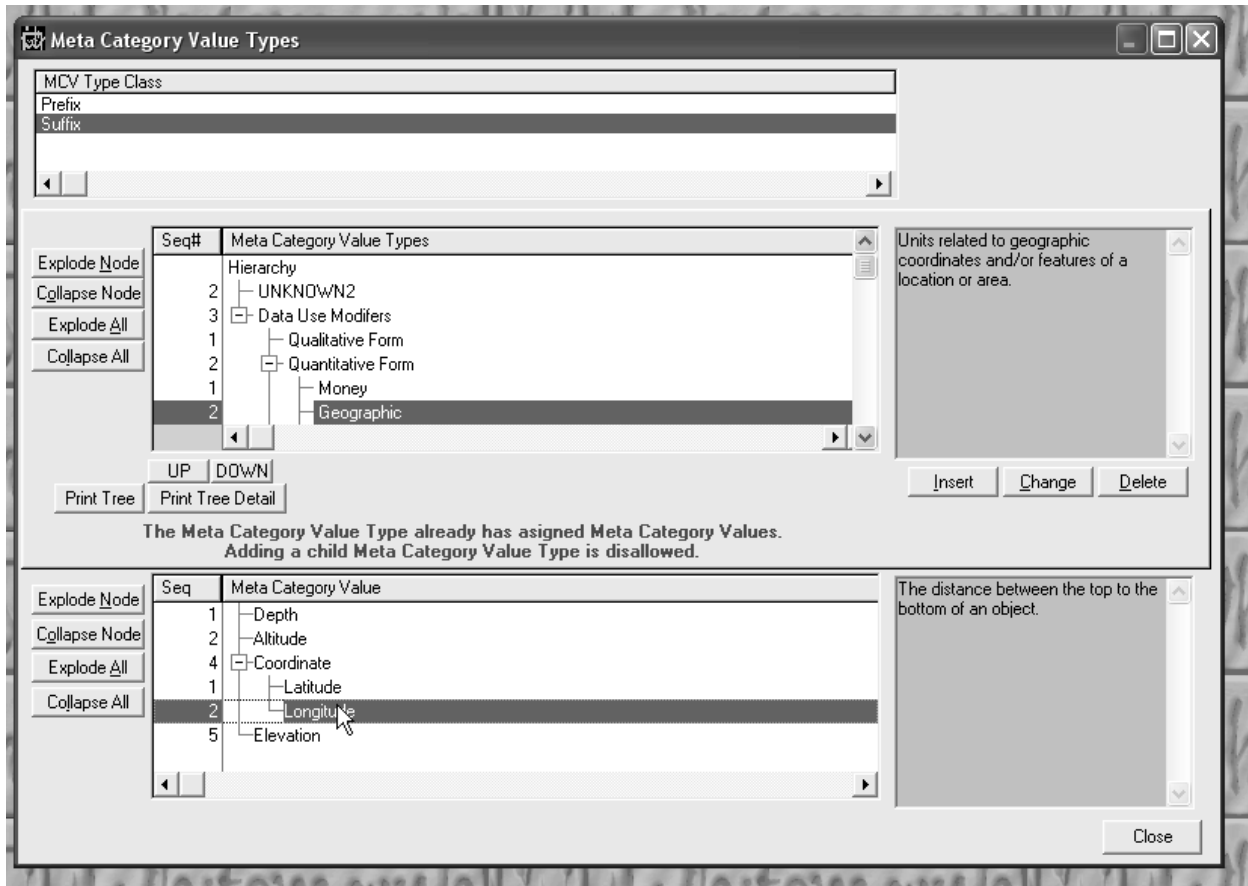 Meta Category Value Types
MCV Type Class
Prefix
Suffix
Explode Node
Collapse Node
Explode All
Collapse All
Seq# Meta Category Value Types
Hierarchy
2 UNKNOWN2
3 Data Use Modifers
1 Qualitative Form
2 Quantitative Form
1 Money
2 Geographic
Units related to geographic
coordinates and/or features of a
location or area.
UP DOWN
Print Tree Print Tree Detail
Insert Change Delete
The Meta Category Value Type already has asigned Meta Category Values.
Adding a child Meta Category Value Type is disallowed.
Explode Node
Collapse Node
Explode All
Collapse All
Seq Meta Category Value
1 Depth
2 Altitude
4 Coordinate
1 Latitude
2 Longitude
5 Elevation
The distance between the top to the
bottom of an object.
Close